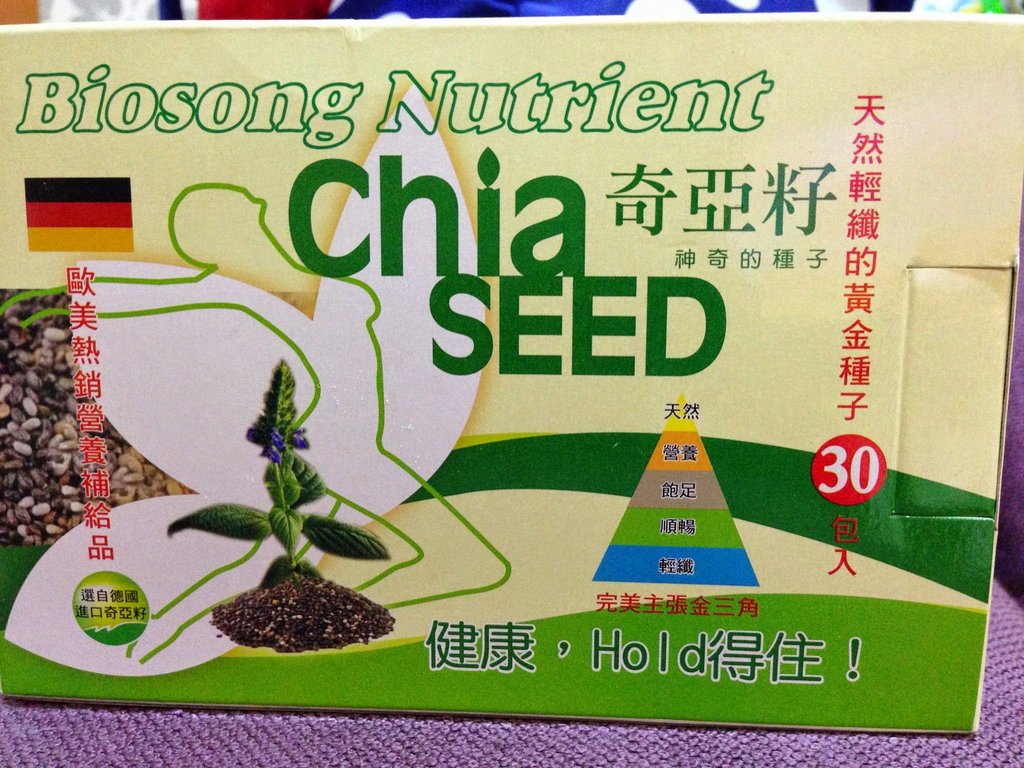 Biosong Nutrient
Chia
SEED
奇亞籽
神奇的種子
天然輕纖的黃金種子
30
包入
歐美熱銷營養補給品
選自德國
進口奇亞籽
天然
營養
飽足
順暢
輕纖
完美主張金三角
健康，Hold得住！